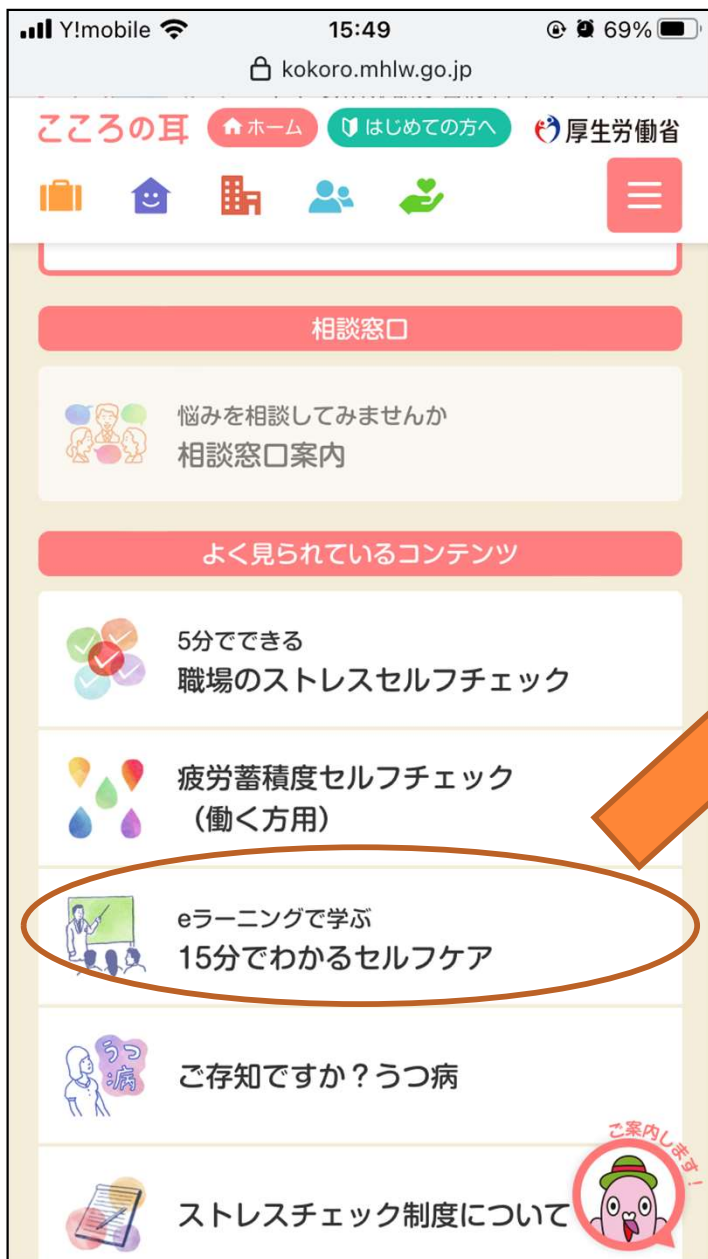 Y!mobile 15:49 69%
kokoro.mhlw.go.jp
こころの耳 ホーム はじめての方へ 厚生労働省
相談窓口
悩みを相談してみませんか
相談窓口案内
よく見られているコンテンツ
5分でできる
職場のストレスセルフチェック
疲労蓄積度セルフチェック
（働く方用）
eラーニングで学ぶ
15分でわかるセルフケア
うつ
病
ご存知ですか？うつ病
ご案内します！
ストレスチェック制度について